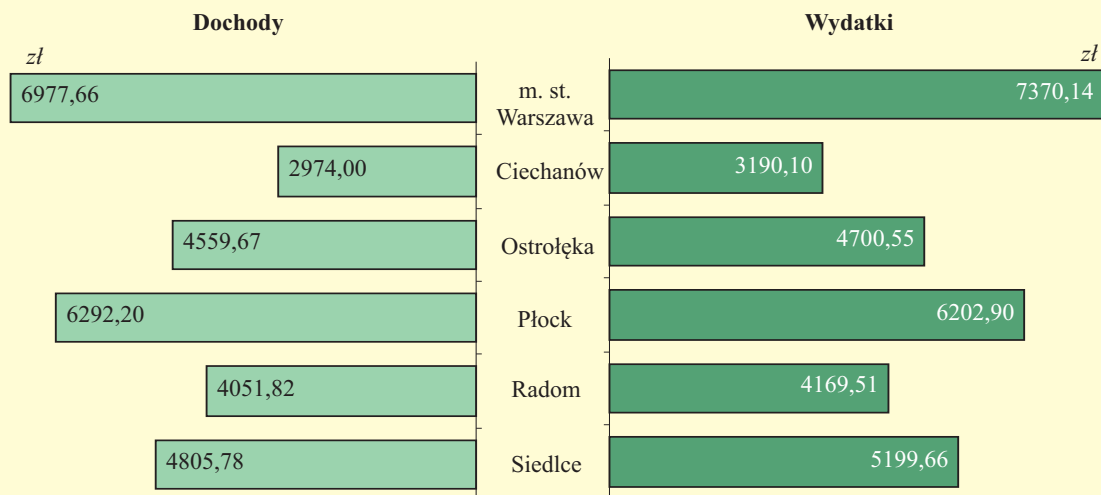 Dochody Wydatki
zł zł
6977,66 m. st. Warszawa 7370,14
2974,00 Ciechanów 3190,10
4559,67 Ostrołęka 4700,55
6292,20 Płock 6202,90
4051,82 Radom 4169,51
4805,78 Siedlce 5199,66